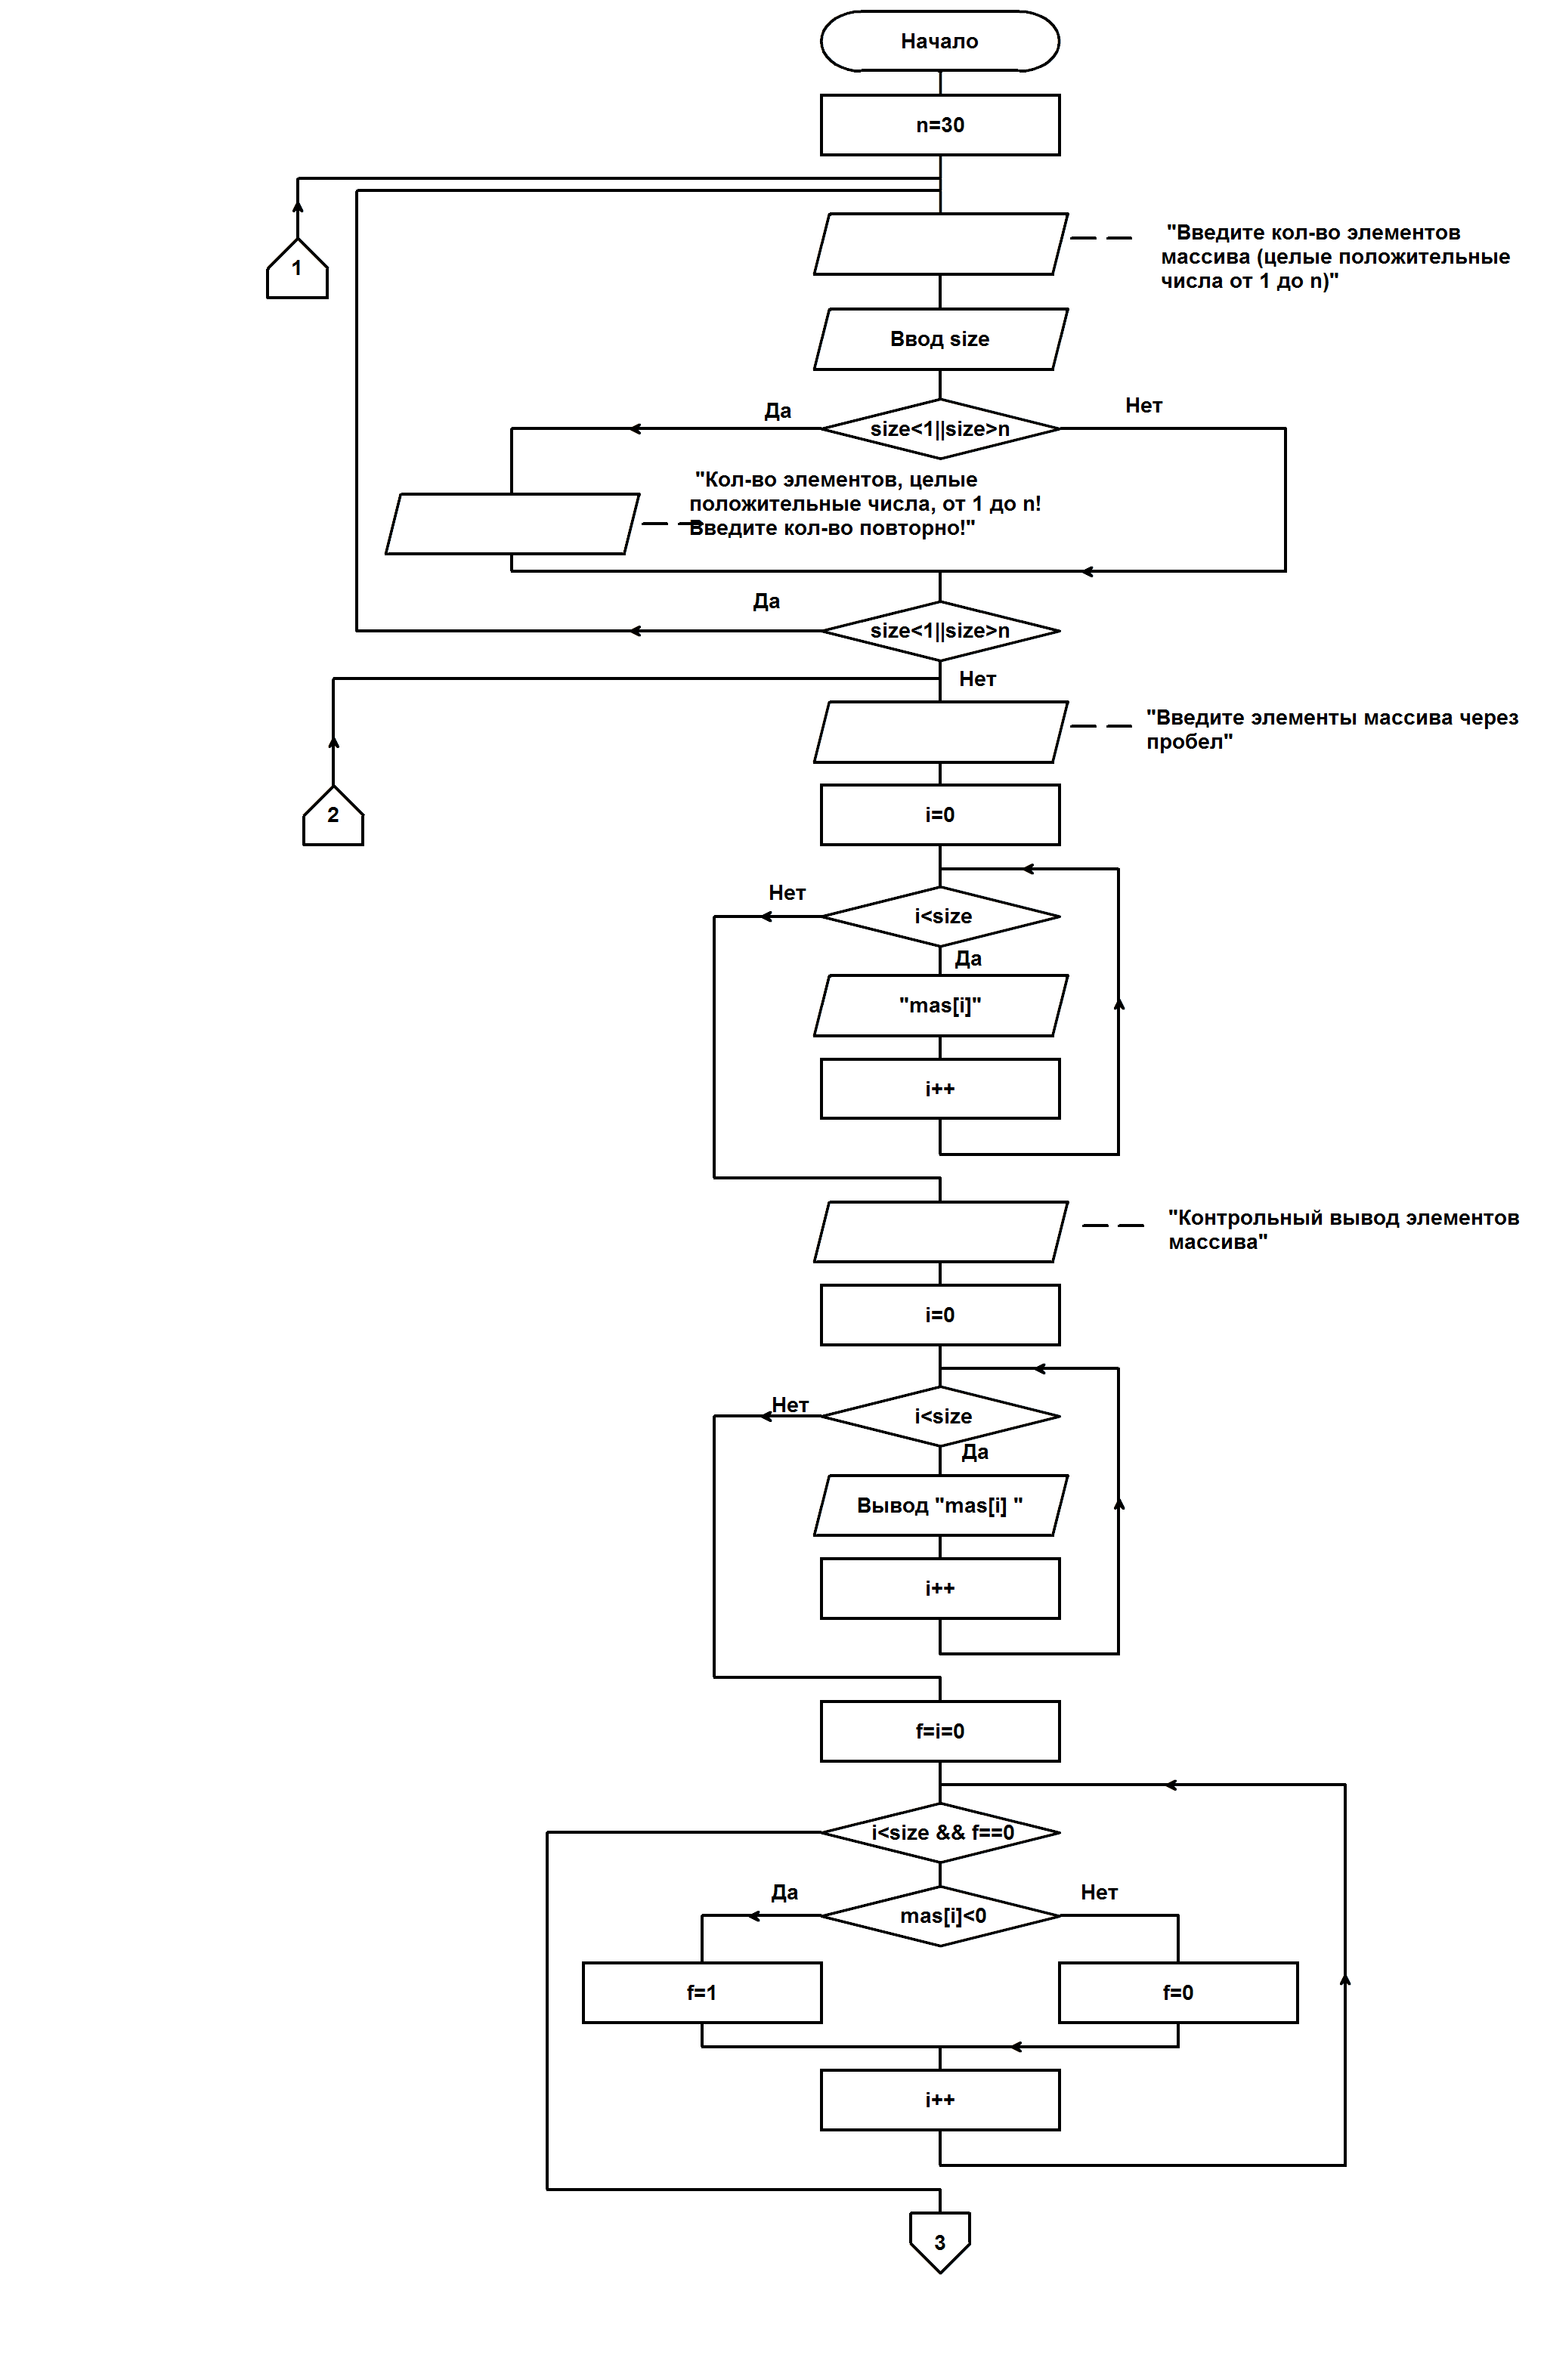 Начало
n=30
1
"Введите кол-во элементов
массива (целые положительные
числа от 1 до n)"
Ввод size
Да
Нет
size<1||size>n
"Кол-во элементов, целые
положительные числа, от 1 до n!
Введите кол-во повторно!"
Да
size<1||size>n
Нет
"Введите элементы массива через
пробел"
2
i=0
Нет
i<size
Да
"mas[i]"
i++
"Контрольный вывод элементов
массива"
i=0
Нет
i<size
Да
Вывод "mas[i] "
i++
f=i=0
i<size && f==0
Да
Нет
mas[i]<0
f=1
f=0
i++
3